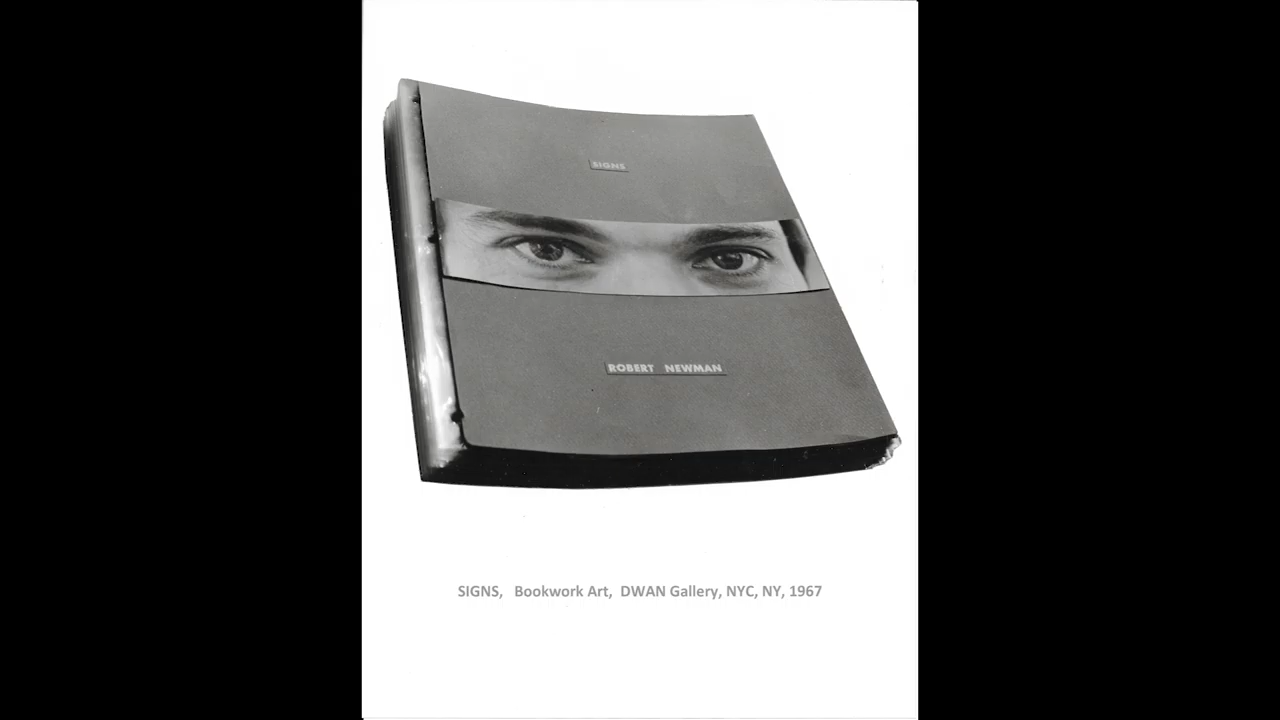 SIGNS
ROBERT NEWMAN
SIGNS, Bookwork Art, DWAN Gallery, NYC, NY, 1967